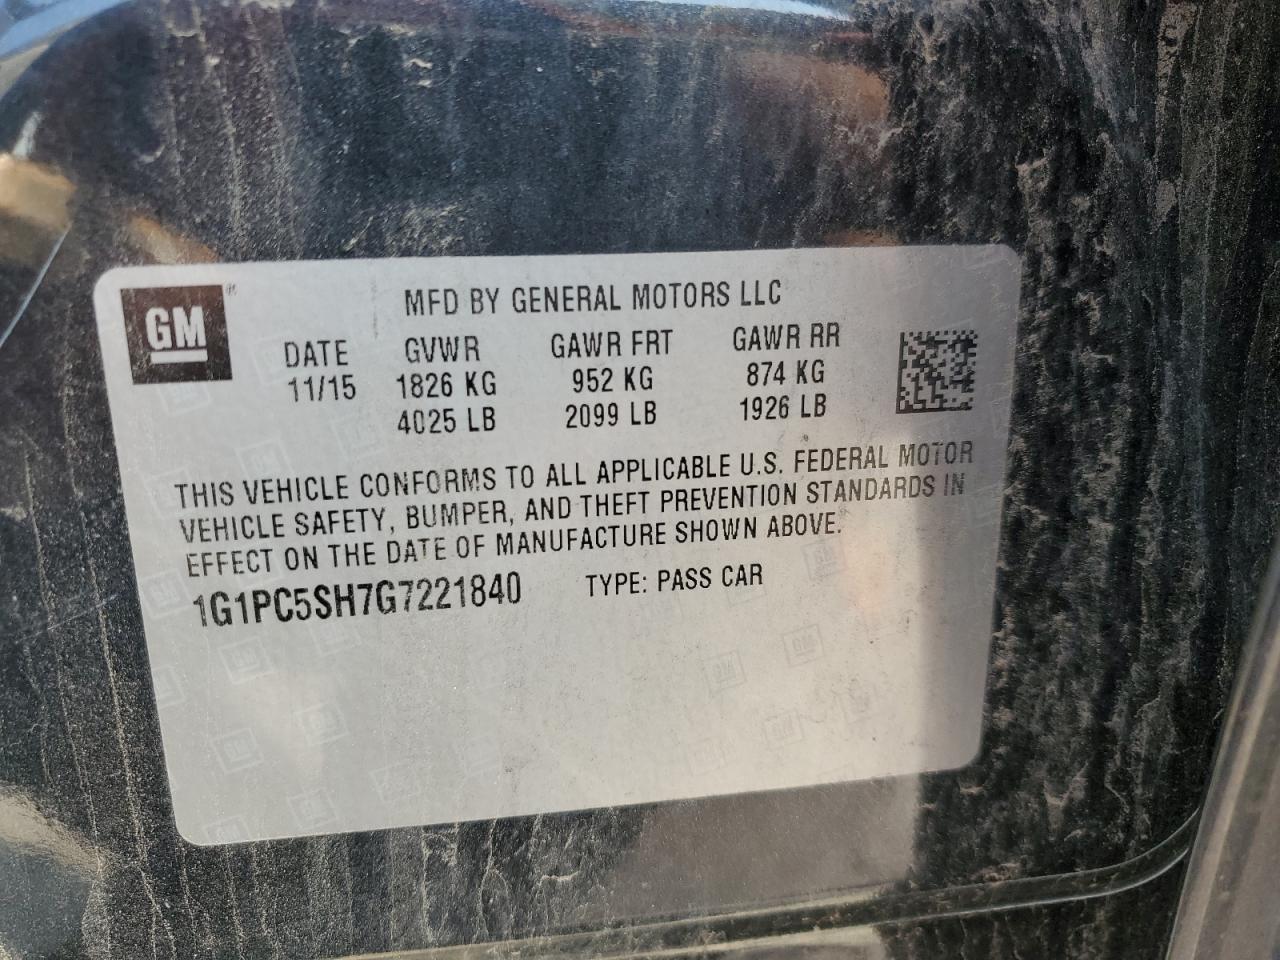 GM®
MFD BY GENERAL MOTORS LLC
DATE GVWR GAWR FRT GAWR RR
11/15 1826 KG 952 KG 874 KG
4025 LB 2099 LB 1926 LB
THIS VEHICLE CONFORMS TO ALL APPLICABLE U.S. FEDERAL MOTOR
VEHICLE SAFETY, BUMPER, AND THEFT PREVENTION STANDARDS IN
EFFECT ON THE DATE OF MANUFACTURE SHOWN ABOVE.
1G1PC5SH7G7221840 TYPE: PASS CAR